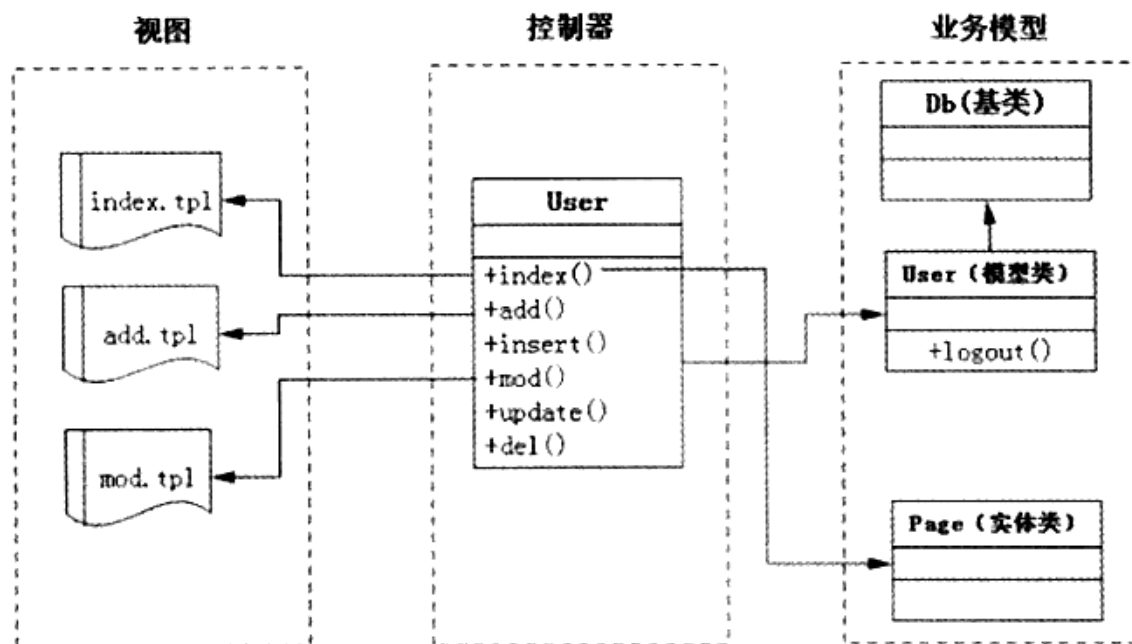 视图
控制器
业务模型
index.tpl
add.tpl
mod.tpl
User
+index()
+add()
+insert()
+mod()
+update()
+del()
Db(基类)
User（模型类）
+logout()
Page（实体类）